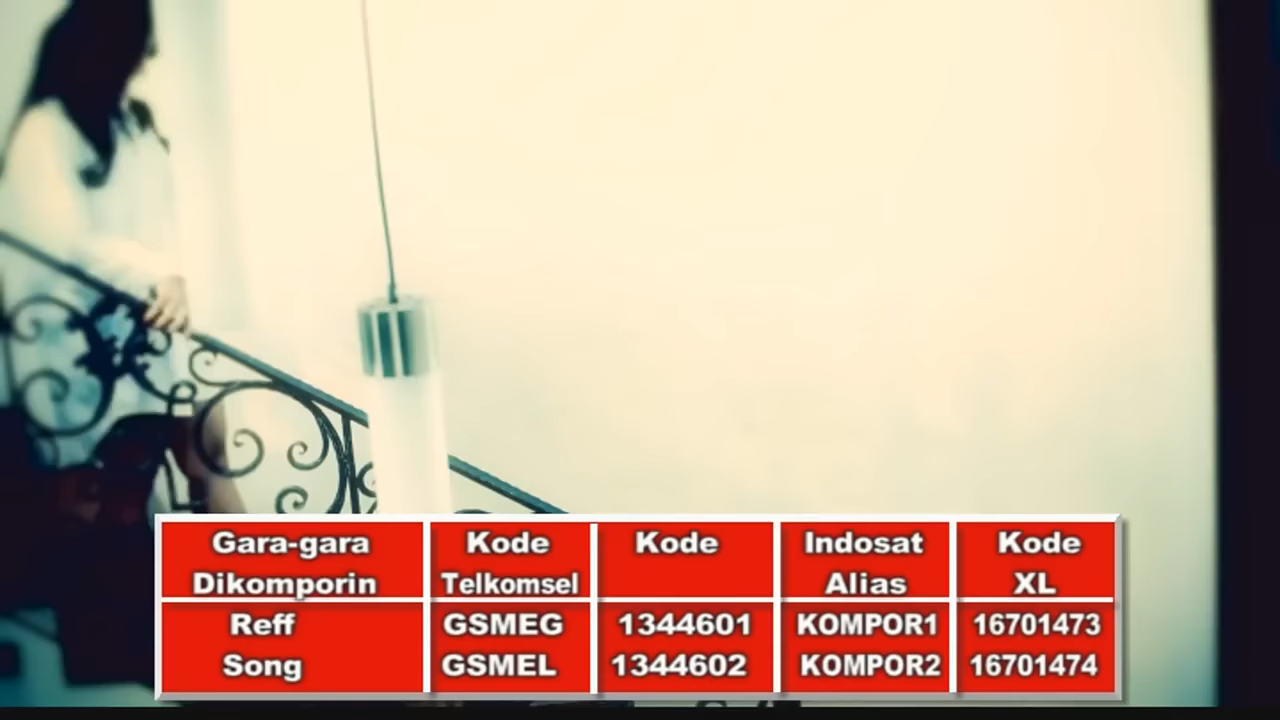 Gara-gara Kode Kode Indosat Kode
Dikomporin Telkomsel Alias XL
Reff GSMEG 1344601 KOMPOR1 16701473
Song GSMEL 1344602 KOMPOR2 16701474